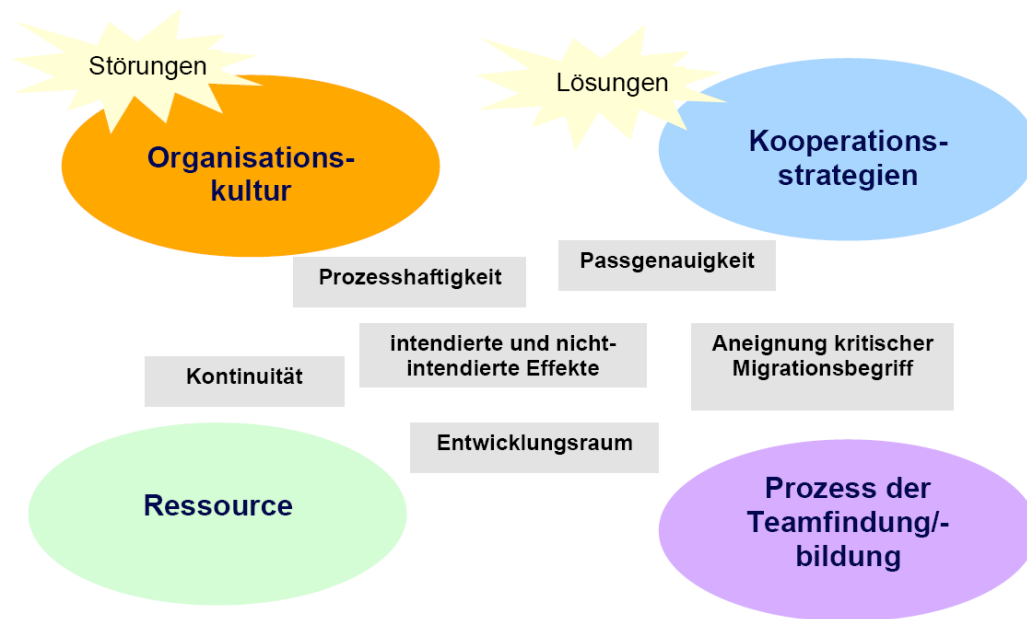 Störungen
Lösungen
Organisations-
kultur
Kooperations-
strategien
Prozesshaftigkeit
Passgenauigkeit
intendierte und nicht-
intendierte Effekte
Aneignung kritischer
Migrationsbegriff
Kontinuität
Entwicklungsraum
Ressource
Prozess der
Teamfindung/-
bildung